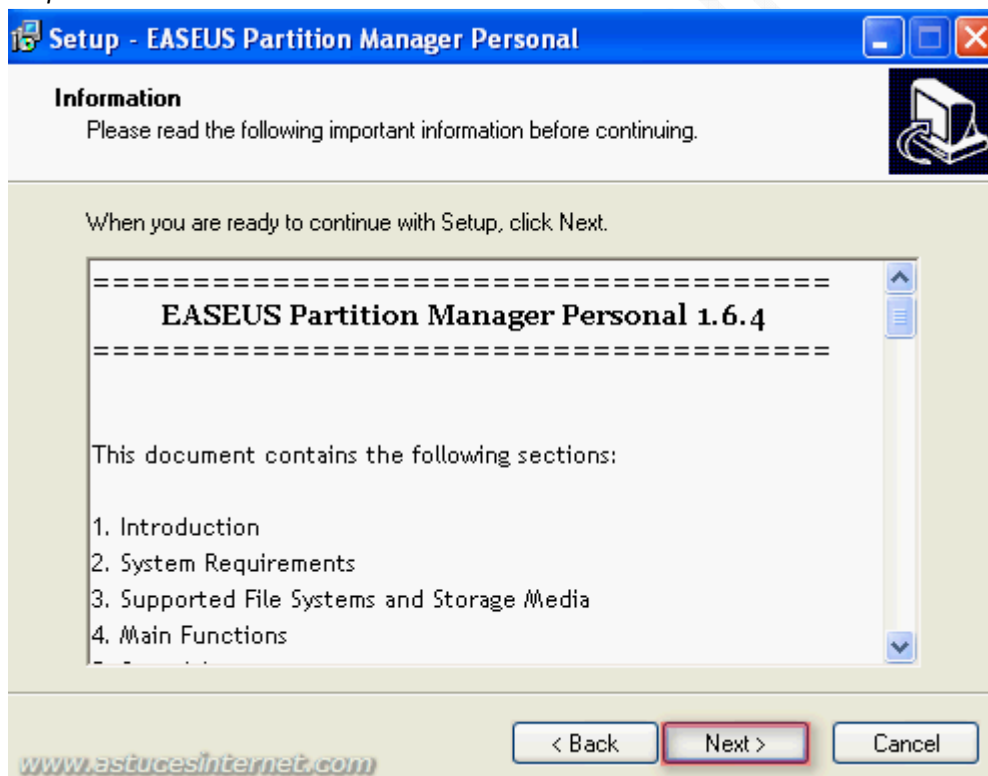 Setup - EASEUS Partition Manager Personal
Information
Please read the following important information before continuing.
When you are ready to continue with Setup, click Next.
=====================================
EASEUS Partition Manager Personal 1.6.4
=====================================
This document contains the following sections:
1. Introduction
2. System Requirements
3. Supported File Systems and Storage Media
4. Main Functions
< Back Next > Cancel
www.astucesinternet.com